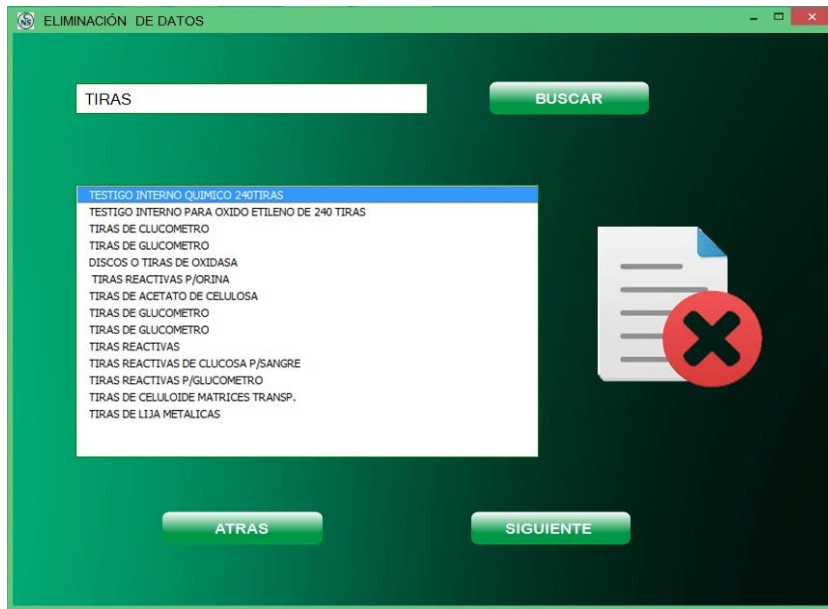 ELIMINACIÓN DE DATOS
TIRAS
BUSCAR
TESTIGO INTERNO QUIMICO 240TIRAS
TESTIGO INTERNO PARA OXIDO ETILENO DE 240 TIRAS
TIRAS DE CLUCOMETRO
TIRAS DE GLUCOMETRO
DISCOS O TIRAS DE OXIDASA
TIRAS REACTIVAS P/ORINA
TIRAS DE ACETATO DE CELULOSA
TIRAS DE GLUCOMETRO
TIRAS DE GLUCOMETRO
TIRAS REACTIVAS
TIRAS REACTIVAS DE CLUCOSA P/SANGRE
TIRAS REACTIVAS P/GLUCOMETRO
TIRAS DE CELULOIDE MATRICES TRANSP.
TIRAS DE LIJA METALICAS
ATRAS
SIGUIENTE